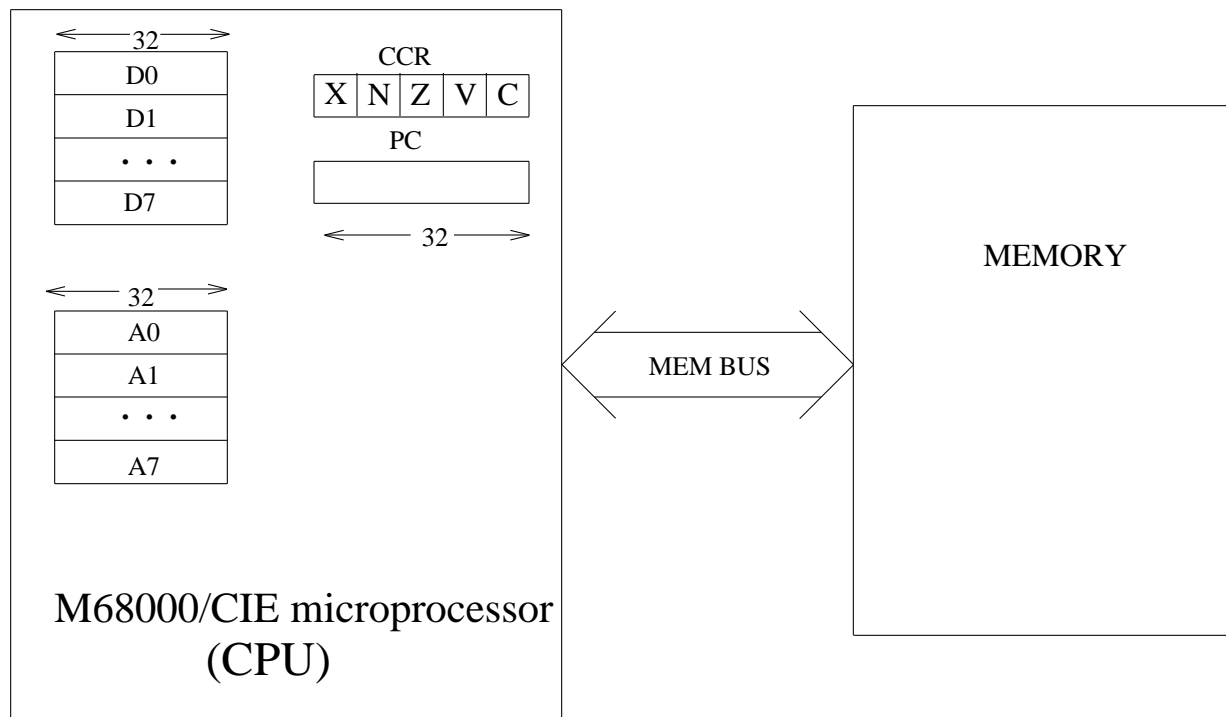 32
D0
D1
. . .
D7
CCR
X N Z V C
PC
32
32
A0
A1
. . .
A7
M68000/CIE microprocessor
(CPU)
MEM BUS
MEMORY